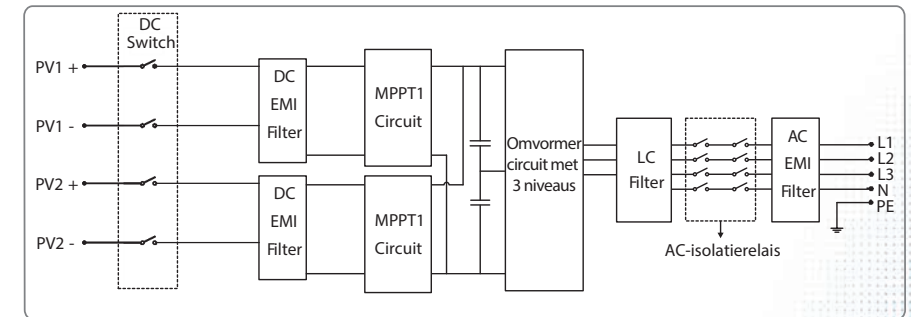 DC
Switch
PV1 +
PV1 -
PV2 +
PV2 -
DC
EMI
Filter
DC
EMI
Filter
MPPT1
Circuit
MPPT1
Circuit
Omvormer
circuit met
3 niveaus
LC
Filter
AC-isolatierelais
AC
EMI
Filter
L1
L2
L3
N
PE